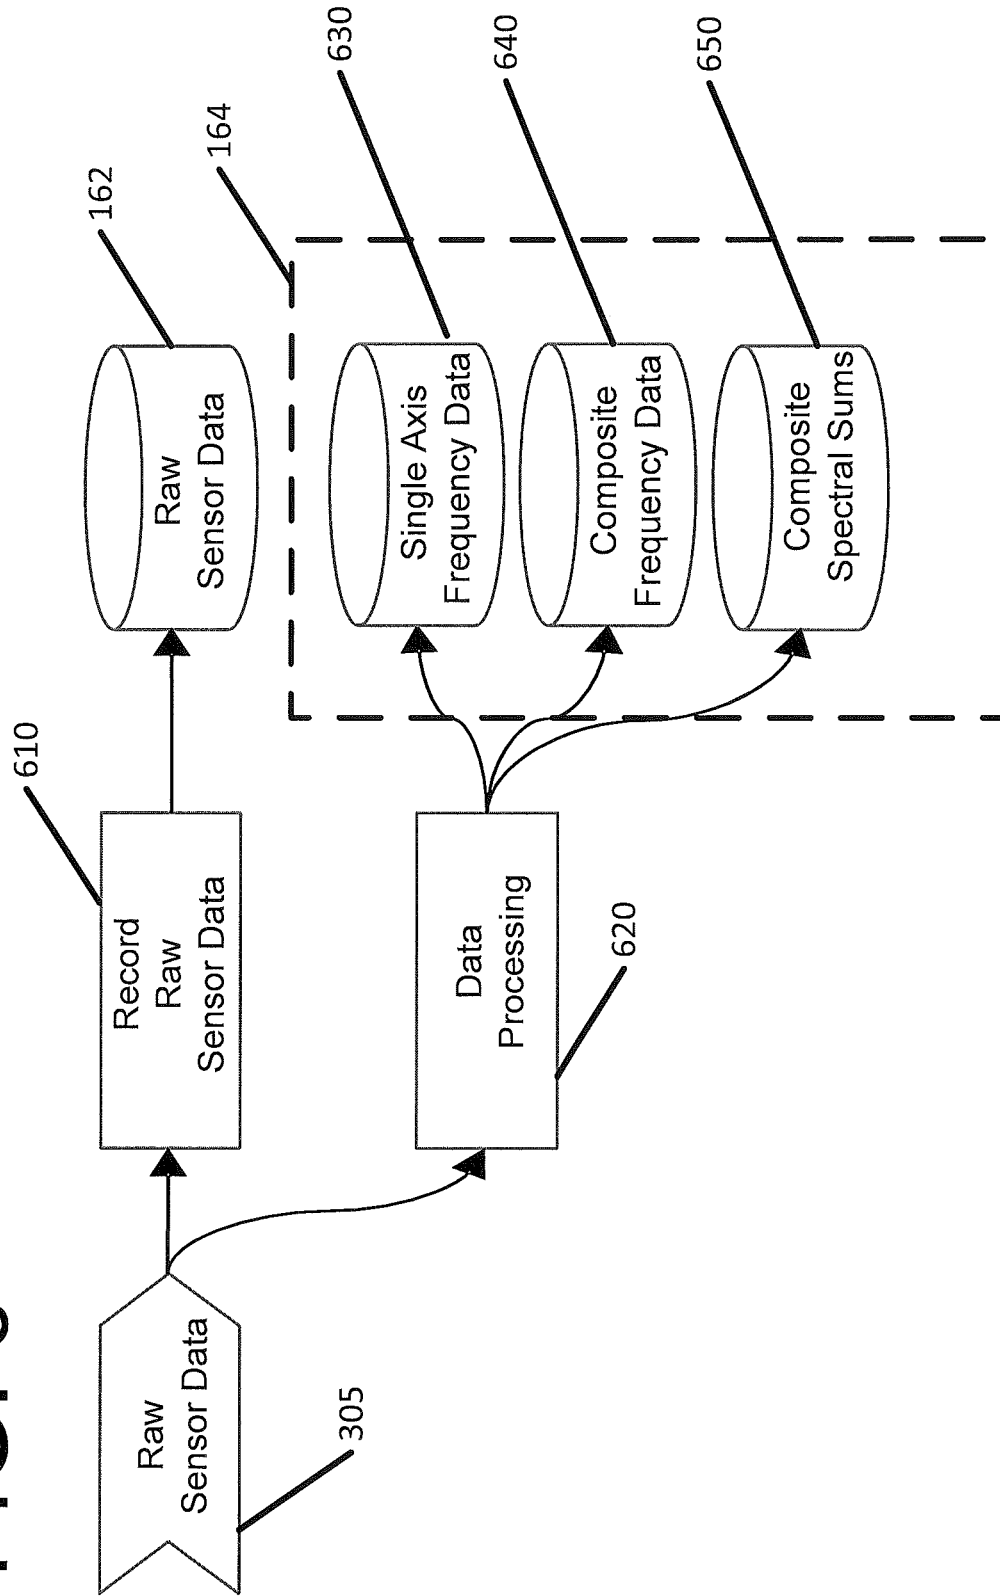 610
162
Raw
Sensor Data
Record
Raw
Sensor Data
Raw
Sensor Data
305
164
630
Single Axis
Frequency Data
Data
Processing
620
640
Composite
Frequency Data
650
Composite
Spectral Sums